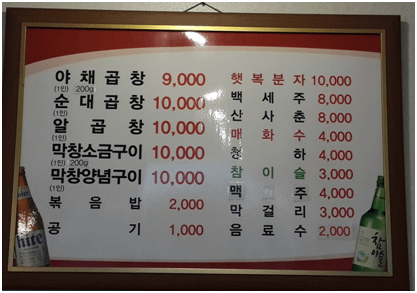 야채곱창 9,000
(1인) 200g
순대곱창 10,000
(1인)
알곱창 10,000
(1인)
막창소금구이 10,000
(1인) 200g
막창양념구이 10,000
(1인)
볶음밥 2,000
공기 1,000
햇복분자 10,000
백세주 8,000
산사춘 8,000
매화수 4,000
청하 4,000
참이슬 3,000
맥주 4,000
막걸리 3,000
음료수 2,000
hite
참이슬